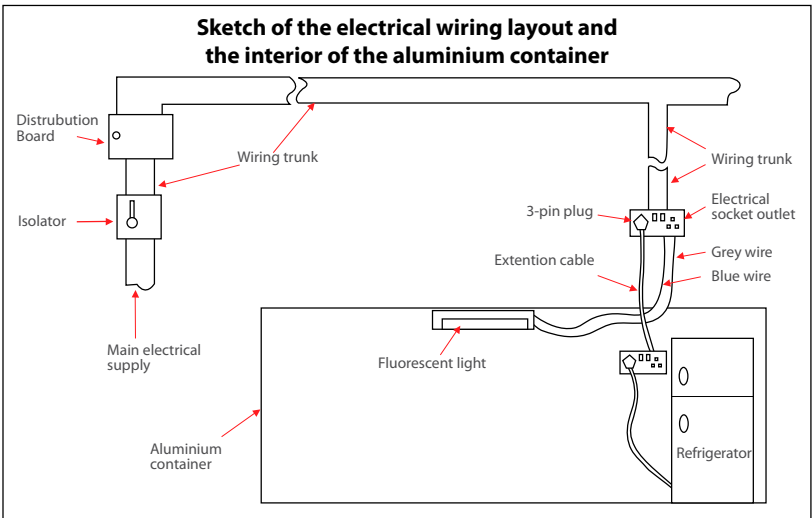 Sketch of the electrical wiring layout and
the interior of the aluminium container
Distrubution
Board
Wiring trunk
Wiring trunk
Isolator
3-pin plug
Electrical
socket outlet
Extention cable
Grey wire
Blue wire
Main electrical
supply
Fluorescent light
Aluminium
container
Refrigerator